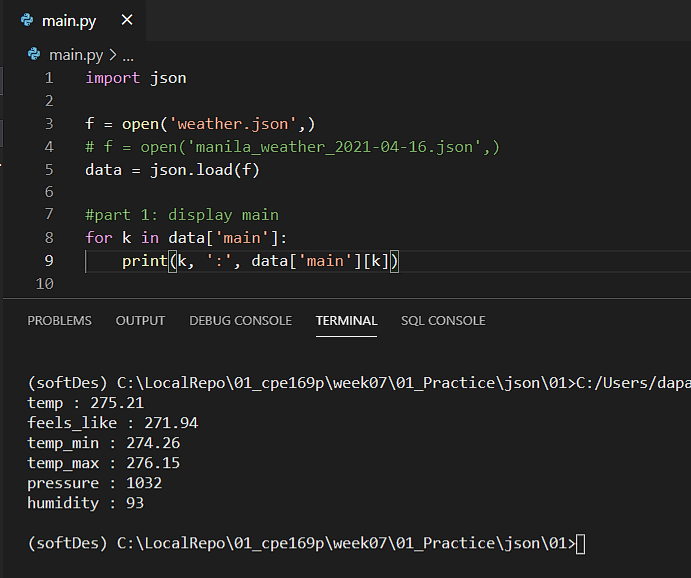 main.py ×
main.py > ...
1 import json
2
3 f = open('weather.json',)
4 # f = open('manila_weather_2021-04-16.json',)
5 data = json.load(f)
6
7 #part 1: display main
8 for k in data['main']:
9     print(k, ':', data['main'][k])
10
PROBLEMS OUTPUT DEBUG CONSOLE TERMINAL SQL CONSOLE
(softDes) C:\LocalRepo\01_cpe169p\week07\01_Practice\json\01>C:/Users/dapa
temp : 275.21
feels_like : 271.94
temp_min : 274.26
temp_max : 276.15
pressure : 1032
humidity : 93
(softDes) C:\LocalRepo\01_cpe169p\week07\01_Practice\json\01>